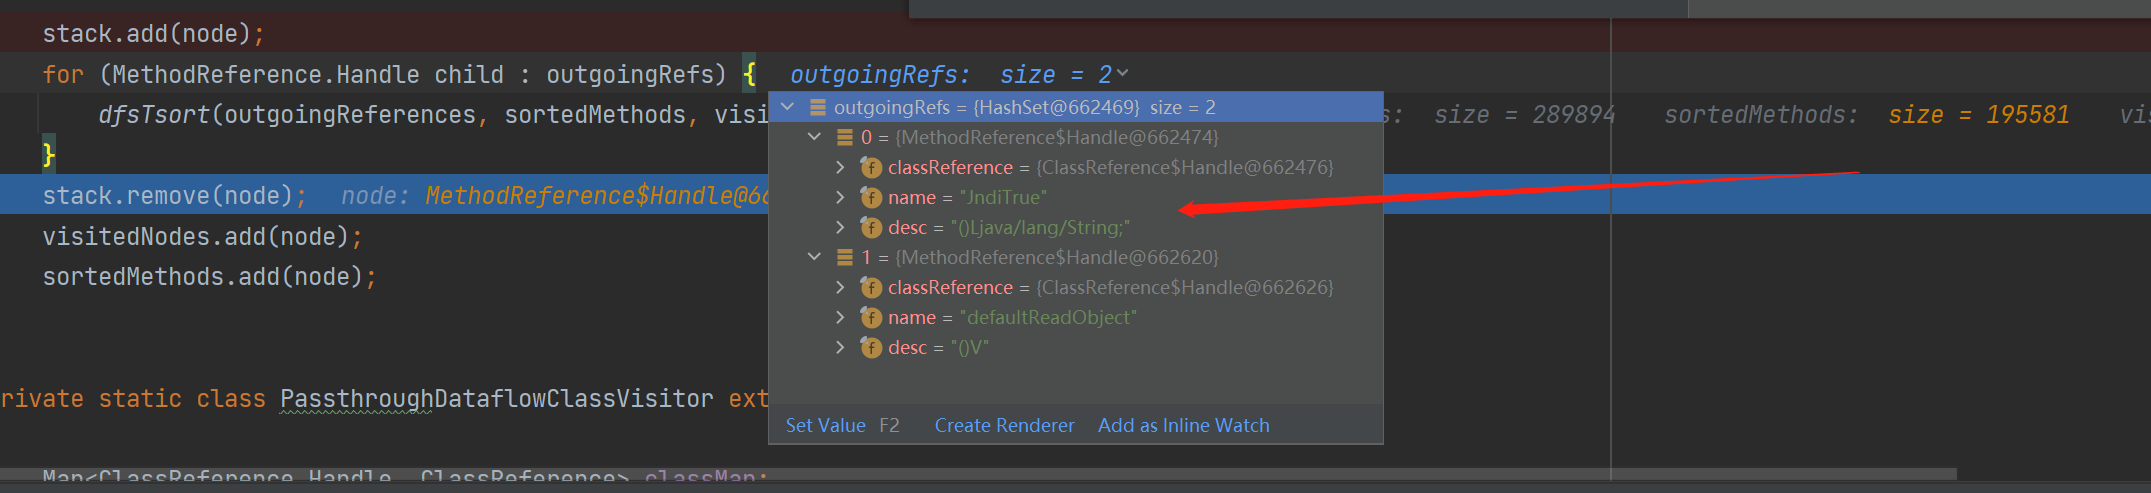 stack.add(node);
for (MethodReference.Handle child : outgoingRefs) { outgoingRefs: size = 2
dfsTsort(outgoingReferences, sortedMethods, visi s: size = 289894 sortedMethods: size = 195581 vis
}
stack.remove(node); node: MethodReference$Handle@66
visitedNodes.add(node);
sortedMethods.add(node);
rivate static class PassthroughDataflowClassVisitor ext
Map<ClassReference.Handle, ClassReference> classMap;
outgoingRefs = {HashSet@662469} size = 2
0 = {MethodReference$Handle@662474}
classReference = {ClassReference$Handle@662476}
name = "JndiTrue"
desc = "()Ljava/lang/String;"
1 = {MethodReference$Handle@662620}
classReference = {ClassReference$Handle@662626}
name = "defaultReadObject"
desc = "()V"
Set Value F2 Create Renderer Add as Inline Watch